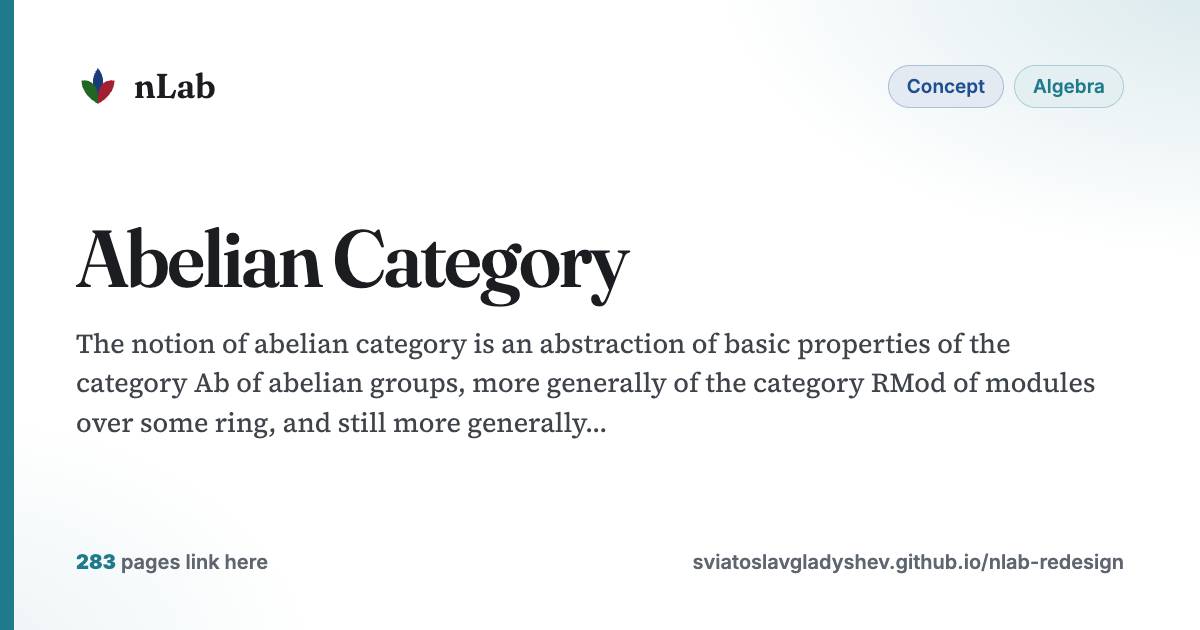 nLab
Concept
Algebra
Abelian Category
The notion of abelian category is an abstraction of basic properties of the
category Ab of abelian groups, more generally of the category RMod of modules
over some ring, and still more generally...
283 pages link here
sviatoslavgladyshev.github.io/nlab-redesign